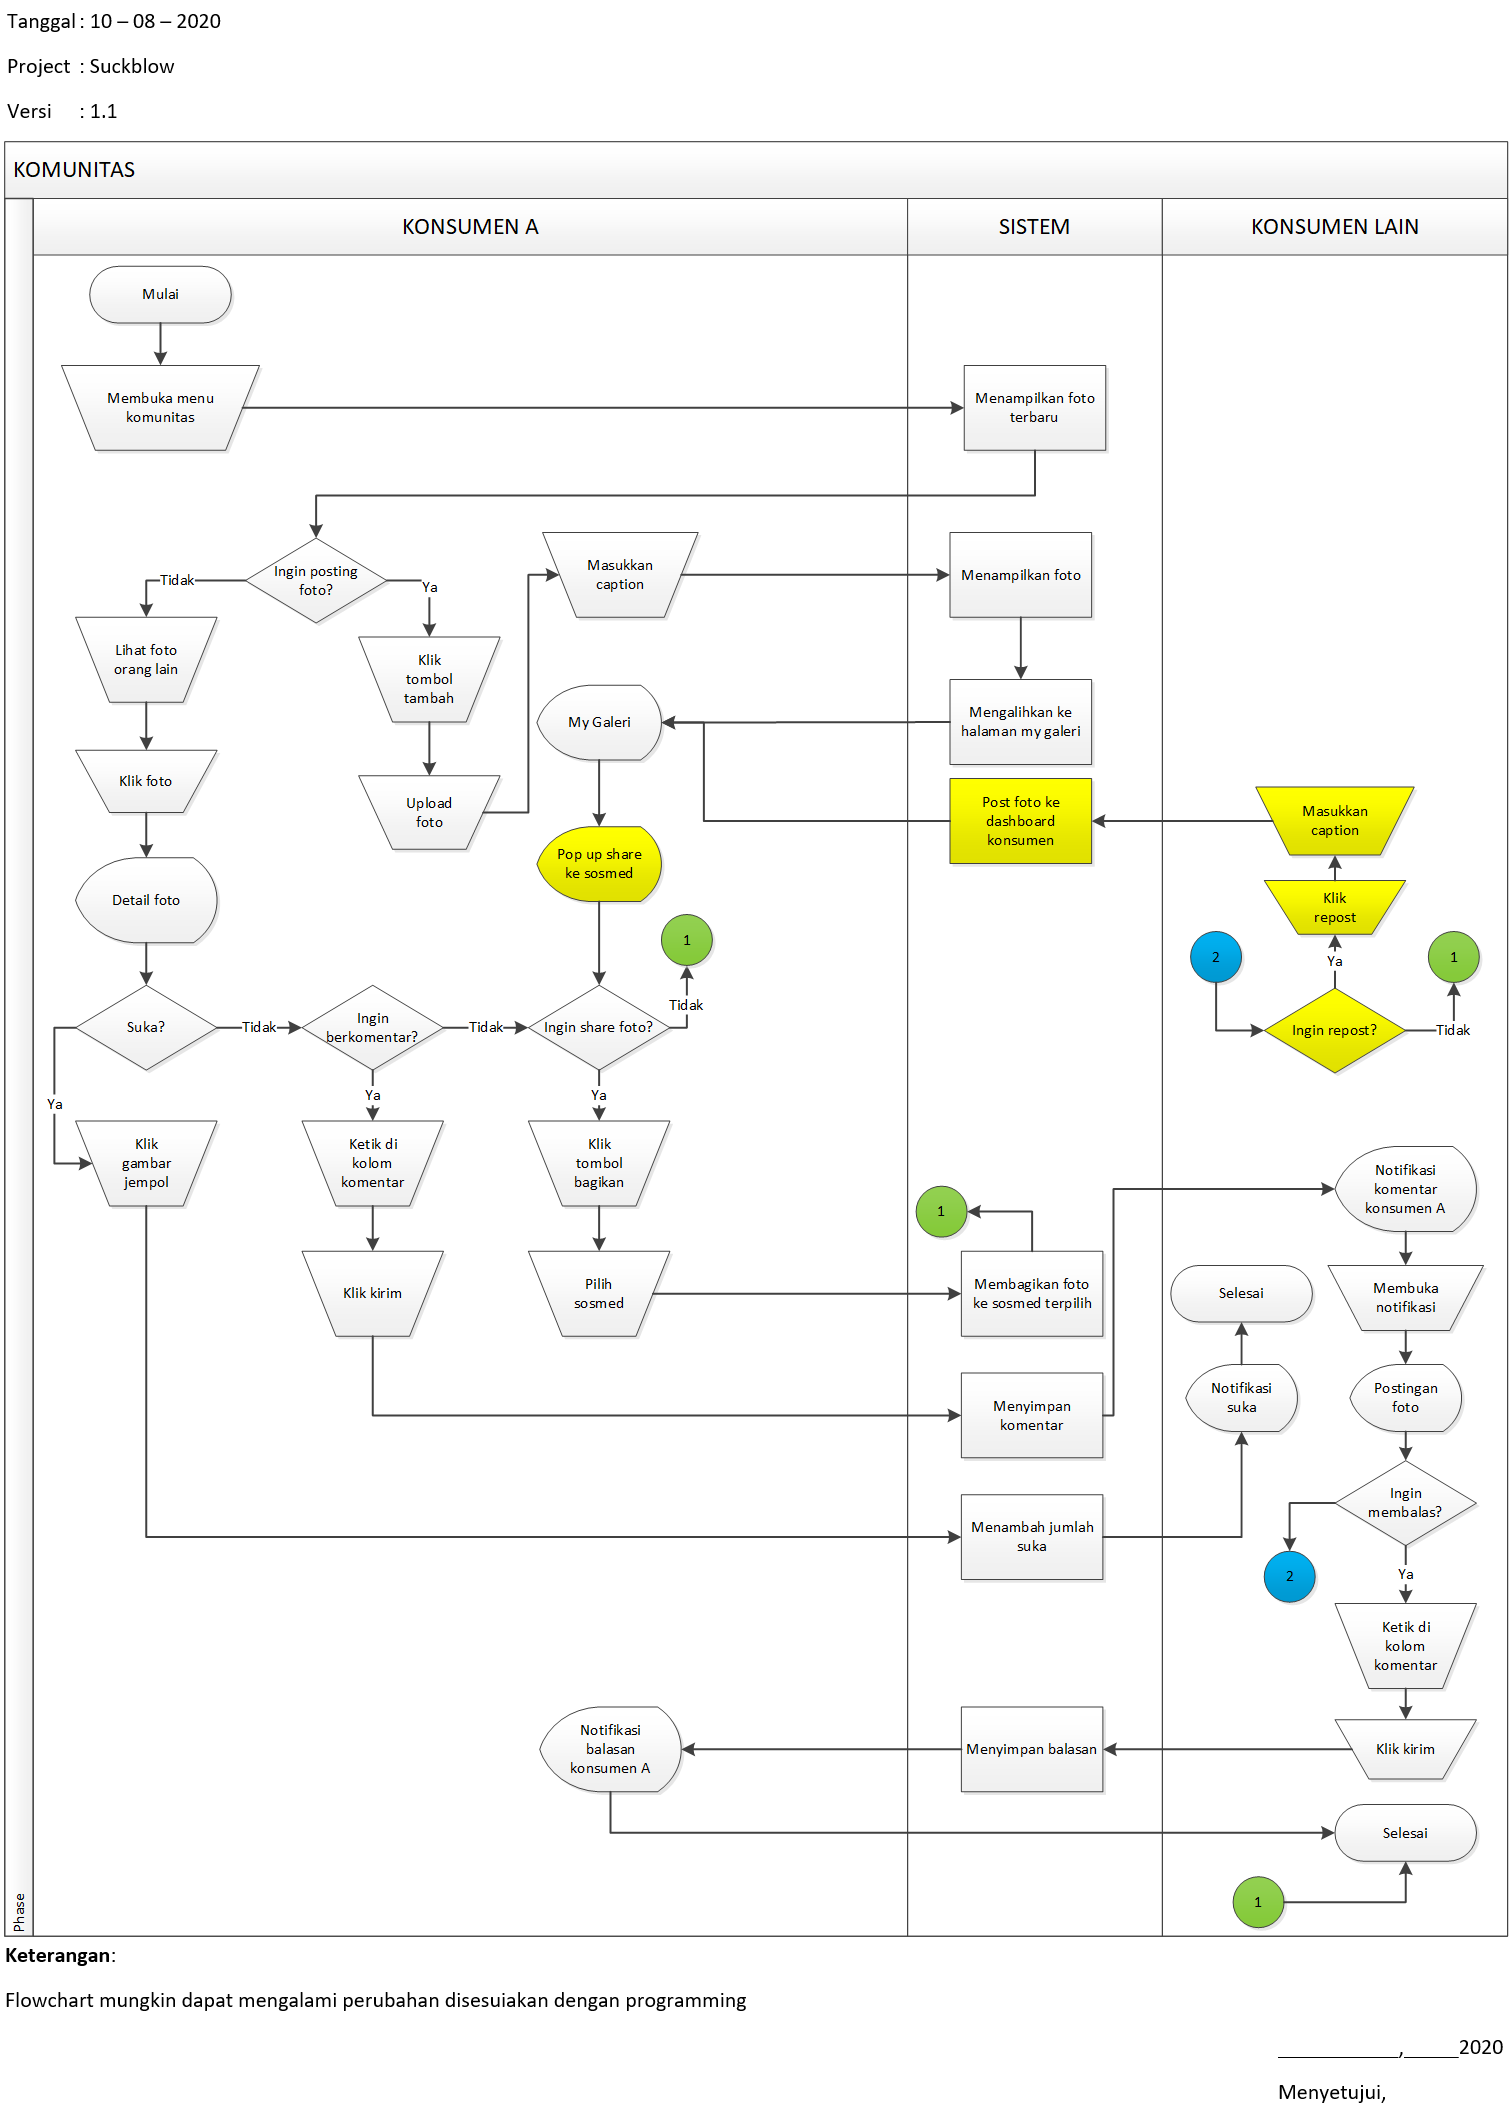 Tanggal : 10 – 08 – 2020
Project : Suckblow
Versi : 1.1
KOMUNITAS
KONSUMEN A
SISTEM
KONSUMEN LAIN
Mulai
Membuka menu
komunitas
Menampilkan foto
terbaru
Ingin posting
foto?
Tidak
Ya
Lihat foto
orang lain
Klik
tombol
tambah
Masukkan
caption
Menampilkan foto
Klik foto
Upload
foto
My Galeri
Mengalihkan ke
halaman my galeri
Detail foto
Pop up share
ke sosmed
Post foto ke
dashboard
konsumen
Masukkan
caption
Klik
repost
1
2
Ya
1
Suka?
Tidak
Ingin
berkomentar?
Tidak
Ingin share foto?
Tidak
Ingin repost?
Tidak
Ya
Ya
Ya
Klik
gambar
jempol
Ketik di
kolom
komentar
Klik
tombol
bagikan
1
Notifikasi
komentar
konsumen A
Klik kirim
Pilih
sosmed
Membagikan foto
ke sosmed terpilih
Selesai
Membuka
notifikasi
Menyimpan
komentar
Notifikasi
suka
Postingan
foto
Menambah jumlah
suka
Ingin
membalas?
2
Ya
Ketik di
kolom
komentar
Notifikasi
balasan
konsumen A
Menyimpan balasan
Klik kirim
Selesai
1
Phase
Keterangan:
Flowchart mungkin dapat mengalami perubahan disesuiakan dengan programming
___________,_____2020
Menyetujui,